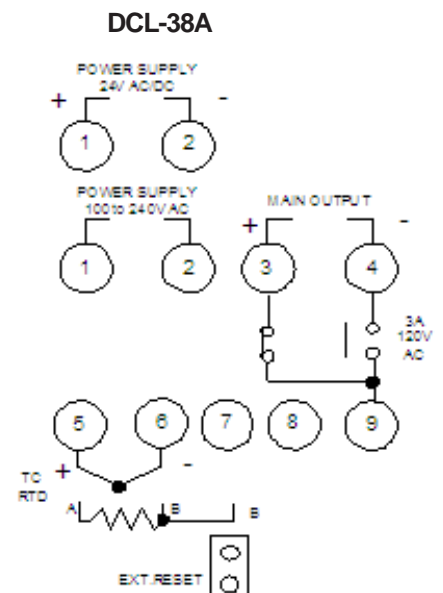 DCL-38A
POWER SUPPLY
24V AC/DC
+ -
1 2
POWER SUPPLY
100 to 240V AC
MAIN OUTPUT
+ -
1 2 3 4
3A
120V
AC
5 6 7 8 9
TC + -
RTD
A B B
EXT.RESET